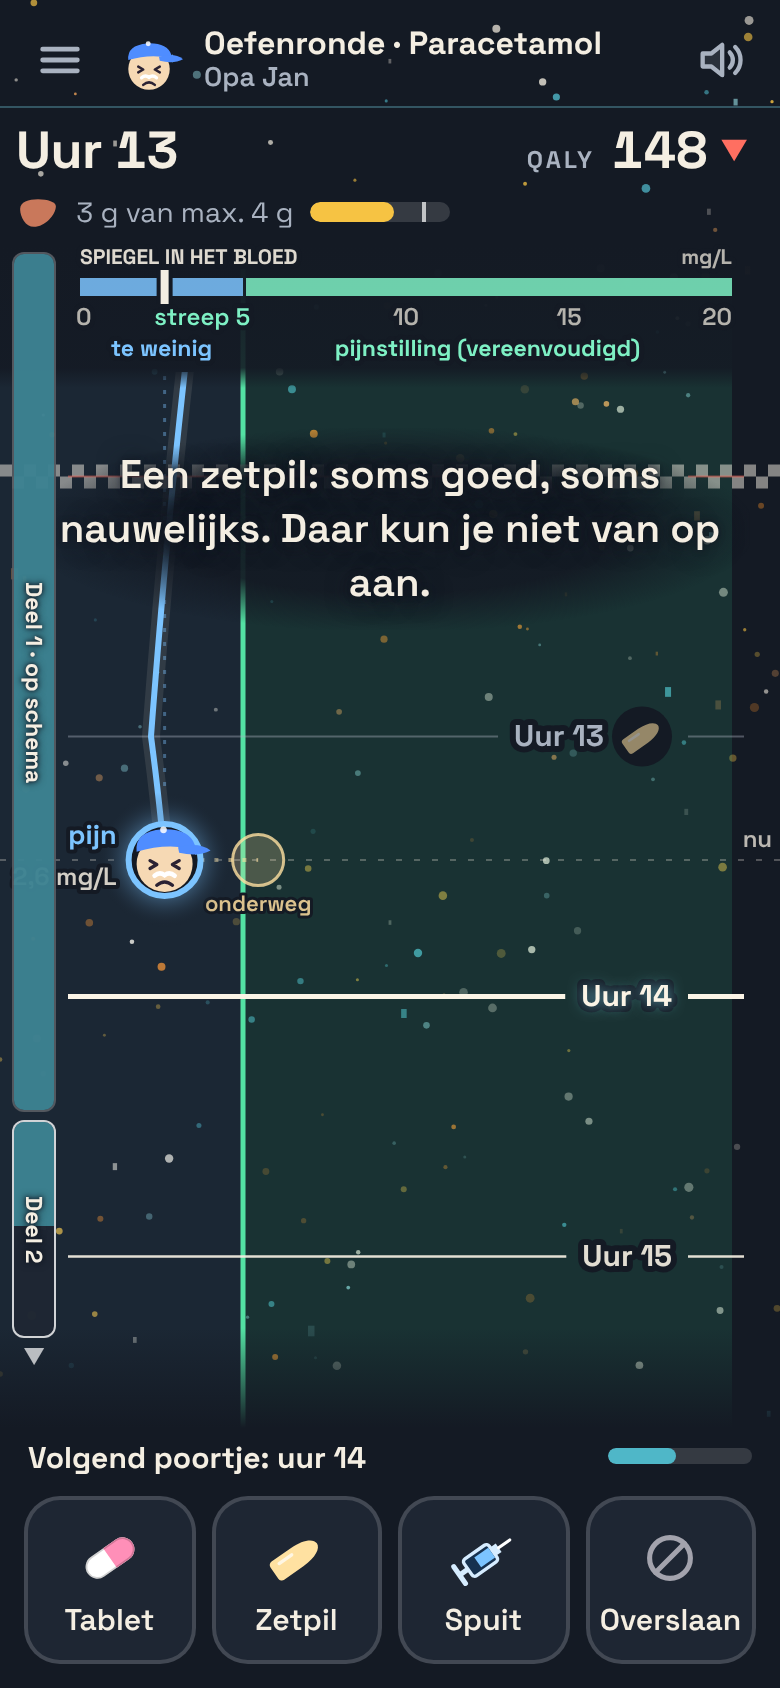 Oefenronde · Paracetamol
Opa Jan
Uur 13
QALY 148
3 g van max. 4 g
SPIEGEL IN HET BLOED mg/L
0 streep 5 10 15 20
te weinig pijnstilling (vereenvoudigd)
Een zetpil: soms goed, soms
nauwelijks. Daar kun je niet van op
aan.
Deel 1 · op schema
Uur 13
pijn
nu
2,6 mg/L
onderweg
Uur 14
Deel 2
Uur 15
Volgend poortje: uur 14
Tablet
Zetpil
Spuit
Overslaan